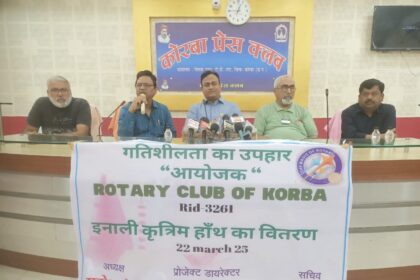 कोरबा प्रेस क्लब
गतिशीलता का उपहार
"आयोजक"
ROTARY CLUB OF KORBA
Rid-3261
इनाली कृत्रिम हाँथ का वितरण
22 march 25
अध्यक्ष
प्रोजेक्ट डायरेक्टर
सचिव